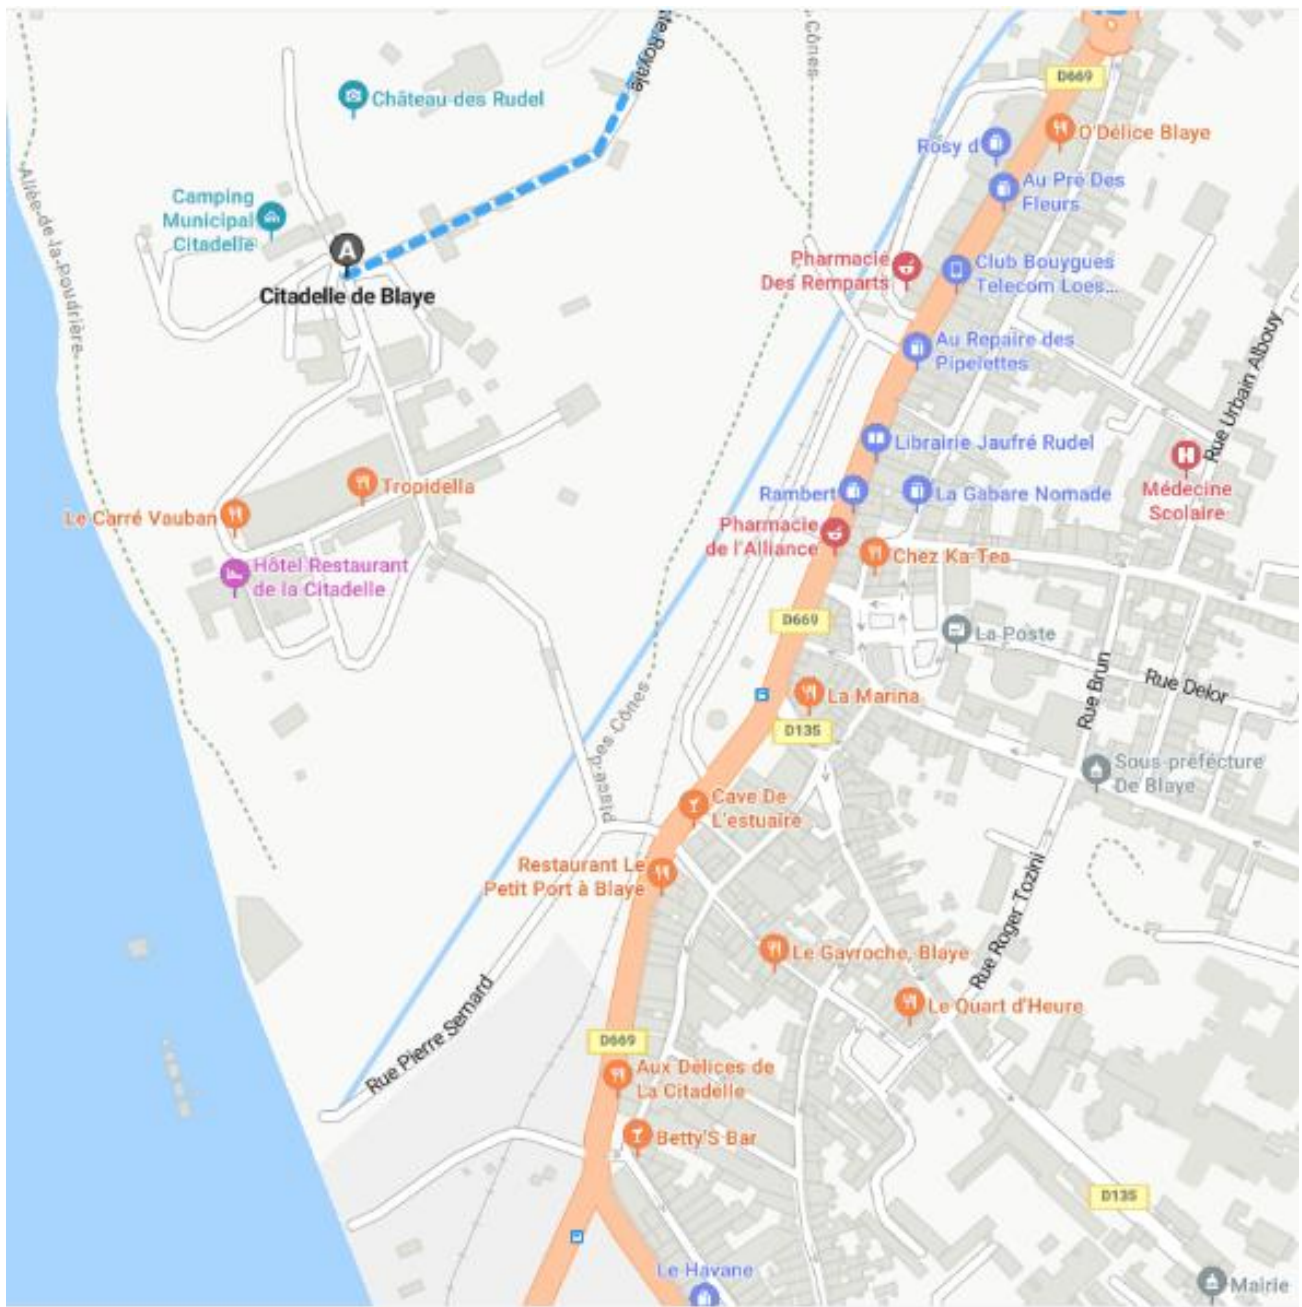 Cônes
D669
Château des Rudel
O'Délice Blaye
Rosy d
Au Pré Des
Fleurs
Camping
Municipal
Citadelle
Allée de la Poudrière
A
Citadelle de Blaye
Pharmacie
Des Remparts
Club Bouygues
Telecom Loes...
Au Repaire des
Pipelettes
Rue Urbain Albouy
Librairie Jaufré Rudel
Tropidella
Rambert
La Gabare Nomade
H
Médecine
Scolaire
Le Carré Vauban
Pharmacie
de l'Alliance
Chez Ka-Tea
Hôtel Restaurant
de la Citadelle
D669
La Poste
Rue Brun
Rue Delor
La Marina
D135
Sous-préfecture
De Blaye
Cave De
L'estuaire
Restaurant Le
Petit Port à Blaye
Rue Roger Tozini
Le Gavroche, Blaye
Le Quart d'Heure
Rue Pierre Semard
D669
Aux Délices de
La Citadelle
Betty'S Bar
D135
Le Havane
Mairie